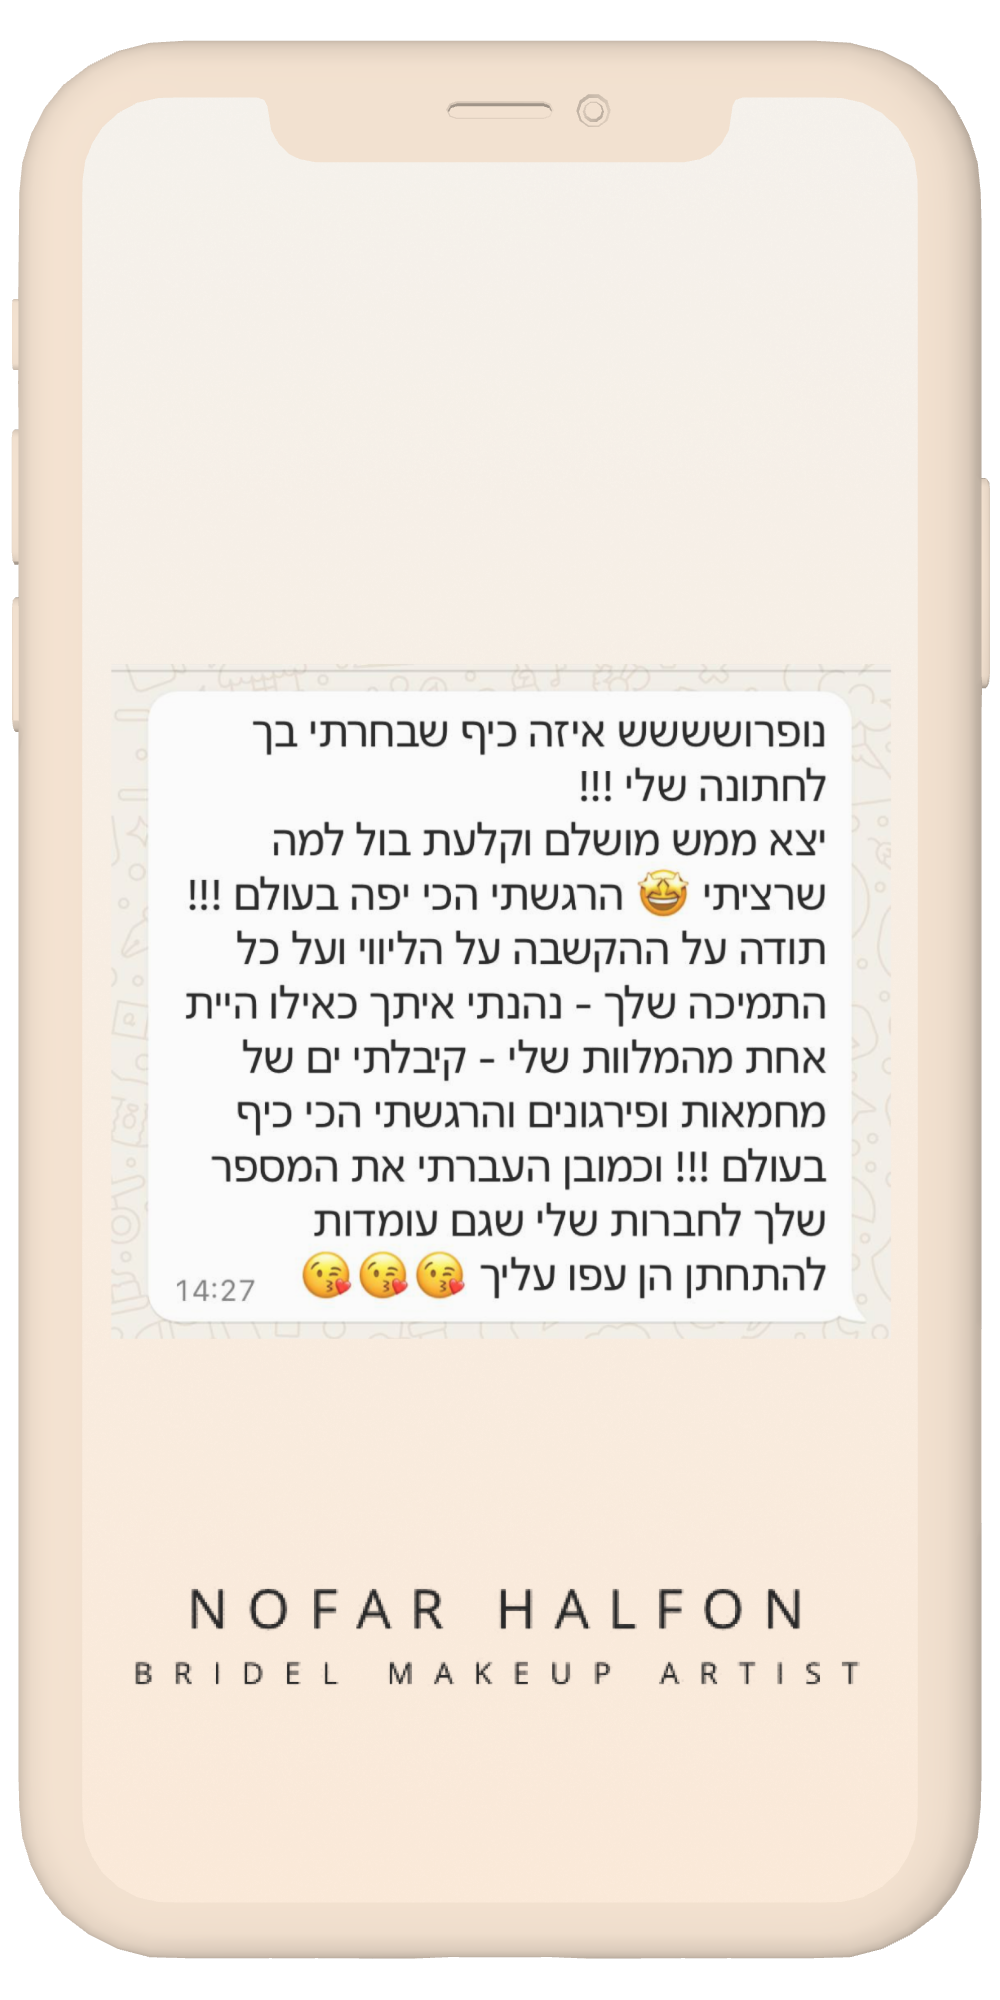 נופרוששששש איזה כיף שבחרתי בך
לחתונה שלי !!!
יצא ממש מושלם וקלעת בול למה
שרציתי 🤩 הרגשתי הכי יפה בעולם !!!
תודה על ההקשבה על הליווי ועל כל
התמיכה שלך - נהנתי איתך כאילו היית
אחת מהמלוות שלי - קיבלתי ים של
מחמאות ופירגונים והרגשתי הכי כיף
בעולם !!! וכמובן העברתי את המספר
שלך לחברות שלי שגם עומדות
להתחתן הן עפו עליך 😘😘😘
14:27
NOFAR HALFON
BRIDEL MAKEUP ARTIST